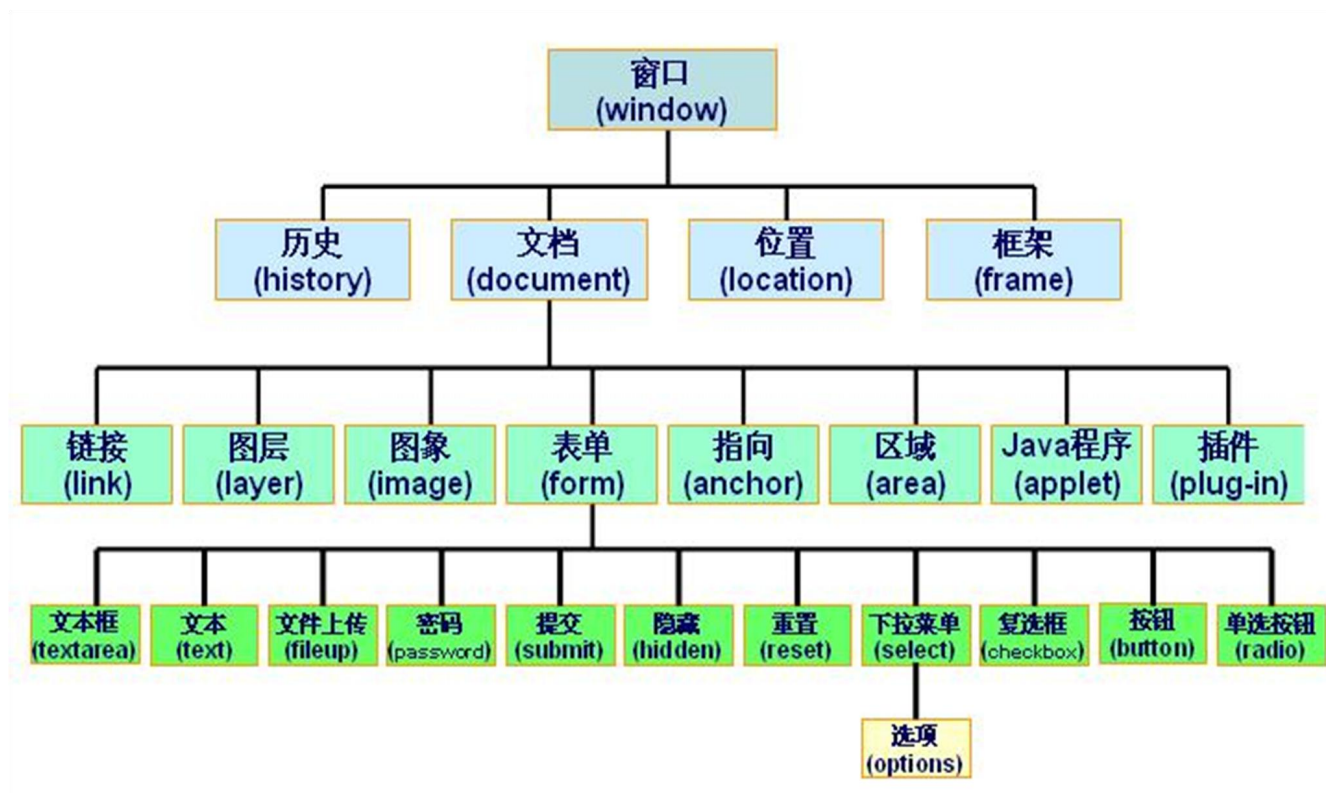 窗口
(window)
历史
(history)
文档
(document)
位置
(location)
框架
(frame)
链接
(link)
图层
(layer)
图象
(image)
表单
(form)
指向
(anchor)
区域
(area)
Java程序
(applet)
插件
(plug-in)
文本框
(textarea)
文本
(text)
文件上传
(fileup)
密码
(password)
提交
(submit)
隐藏
(hidden)
重置
(reset)
下拉菜单
(select)
复选框
(checkbox)
按钮
(button)
单选按钮
(radio)
选项
(options)